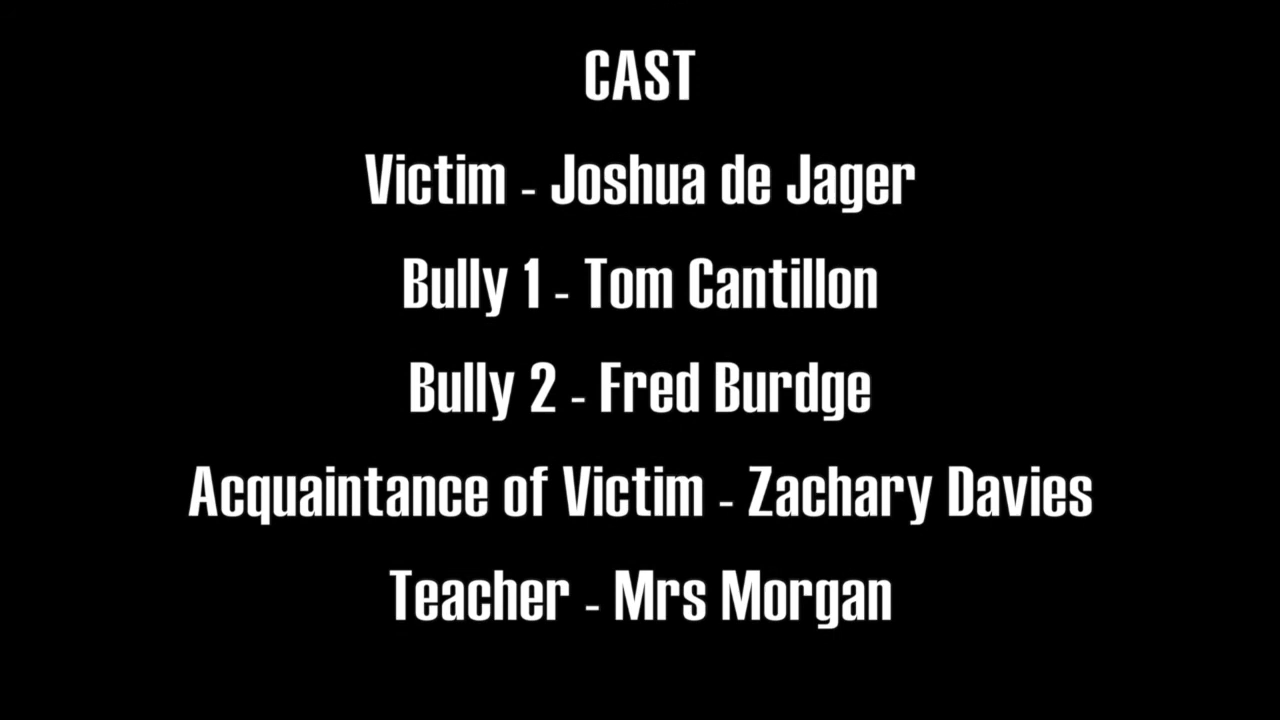 CAST
Victim - Joshua de Jager
Bully 1 - Tom Cantillon
Bully 2 - Fred Burdge
Acquaintance of Victim - Zachary Davies
Teacher - Mrs Morgan